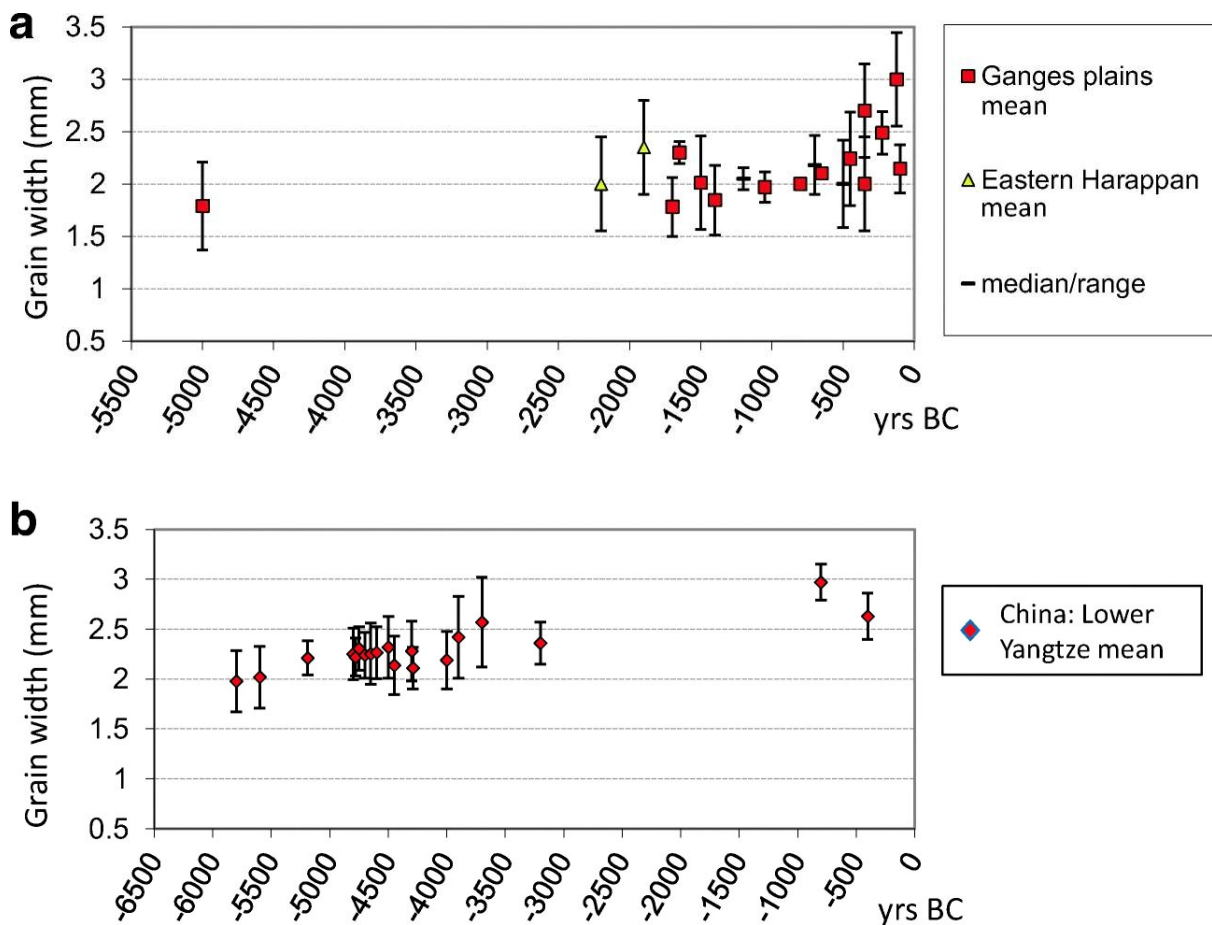 a
Grain width (mm)
3.5
3
2.5
2
1.5
1
0.5
-5500 -5000 -4500 -4000 -3500 -3000 -2500 -2000 -1500 -1000 -500 0
yrs BC
Ganges plains
mean
Eastern Harappan
mean
median/range
b
Grain width (mm)
3.5
3
2.5
2
1.5
1
0.5
-6500 -6000 -5500 -5000 -4500 -4000 -3500 -3000 -2500 -2000 -1500 -1000 -500 0
yrs BC
China: Lower
Yangtze mean